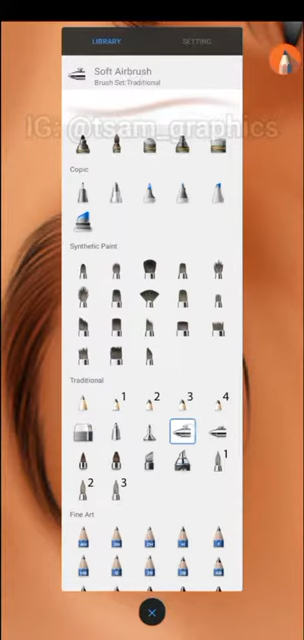 LIBRARY
SETTING
Soft Airbrush
Brush Set:Traditional
IG: @tsam_graphics
Copic
Synthetic Paint
Traditional
1
2
3
4
1
2
3
Fine Art